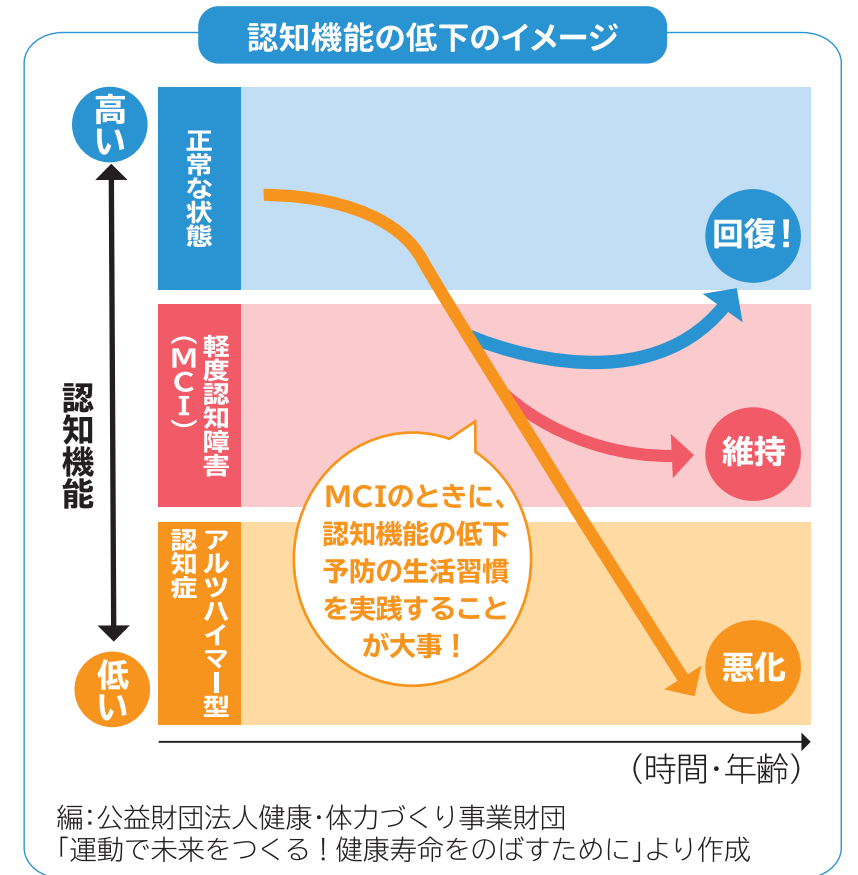 認知機能の低下のイメージ
高い
認知機能
低い
正常な状態
軽度認知障害
（ＭＣＩ）
アルツハイマー型
認知症
回復！
維持
悪化
MCIのときに、
認知機能の低下
予防の生活習慣
を実践すること
が大事！
（時間・年齢）
編：公益財団法人健康・体力づくり事業財団
「運動で未来をつくる！健康寿命をのばすために」より作成